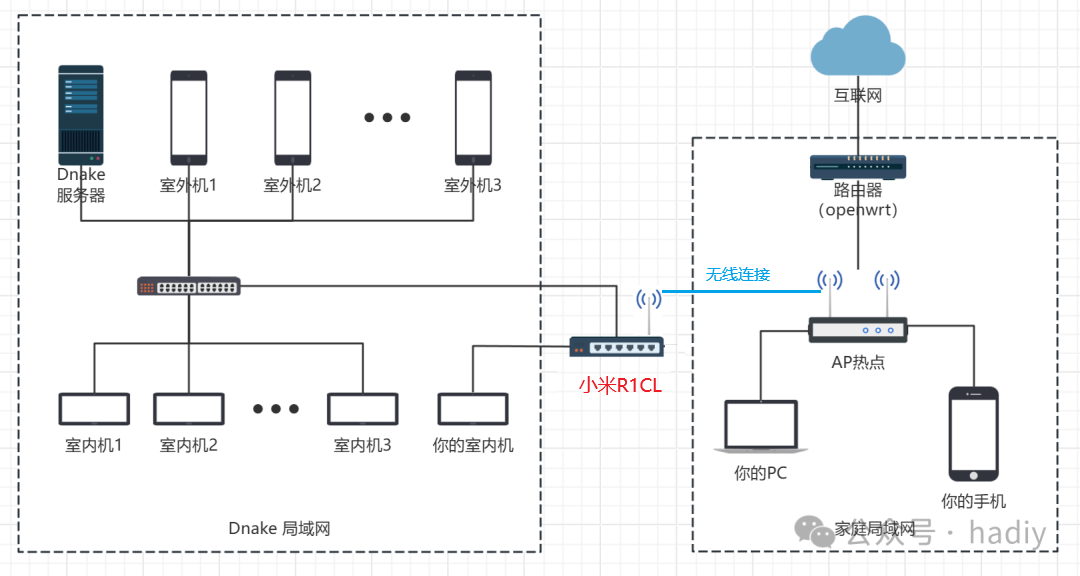 互联网
Dnake
服务器
室外机1
室外机2
室外机3
路由器
（openwrt）
无线连接
小米R1CL
AP热点
室内机1
室内机2
室内机3
你的室内机
你的PC
你的手机
Dnake 局域网
家庭局域网
公众号 · hadiy